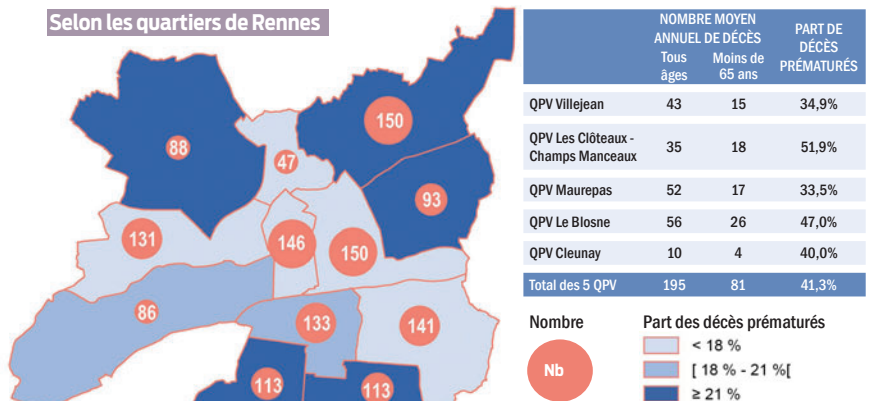 Selon les quartiers de Rennes
88
150
47
93
131
146
150
86
133
141
113
113
NOMBRE MOYEN
ANNUEL DE DÉCÈS
PART DE
DÉCÈS
PRÉMATURÉS
Tous
âges
Moins de
65 ans
QPV Villejean 43 15 34,9%
QPV Les Clôteaux -
Champs Manceaux 35 18 51,9%
QPV Maurepas 52 17 33,5%
QPV Le Blosne 56 26 47,0%
QPV Cleunay 10 4 40,0%
Total des 5 QPV 195 81 41,3%
Nombre
Nb
Part des décès prématurés
< 18 %
[ 18 % - 21 %[
≥ 21 %